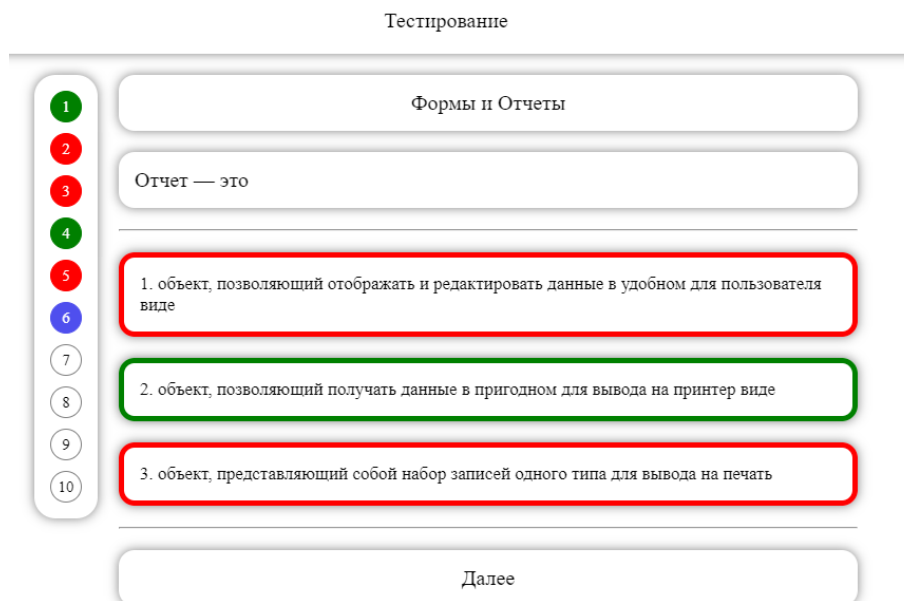 Тестирование
1
2
3
4
5
6
7
8
9
10
Формы и Отчеты
Отчет — это
1. объект, позволяющий отображать и редактировать данные в удобном для пользователя
виде
2. объект, позволяющий получать данные в пригодном для вывода на принтер виде
3. объект, представляющий собой набор записей одного типа для вывода на печать
Далее